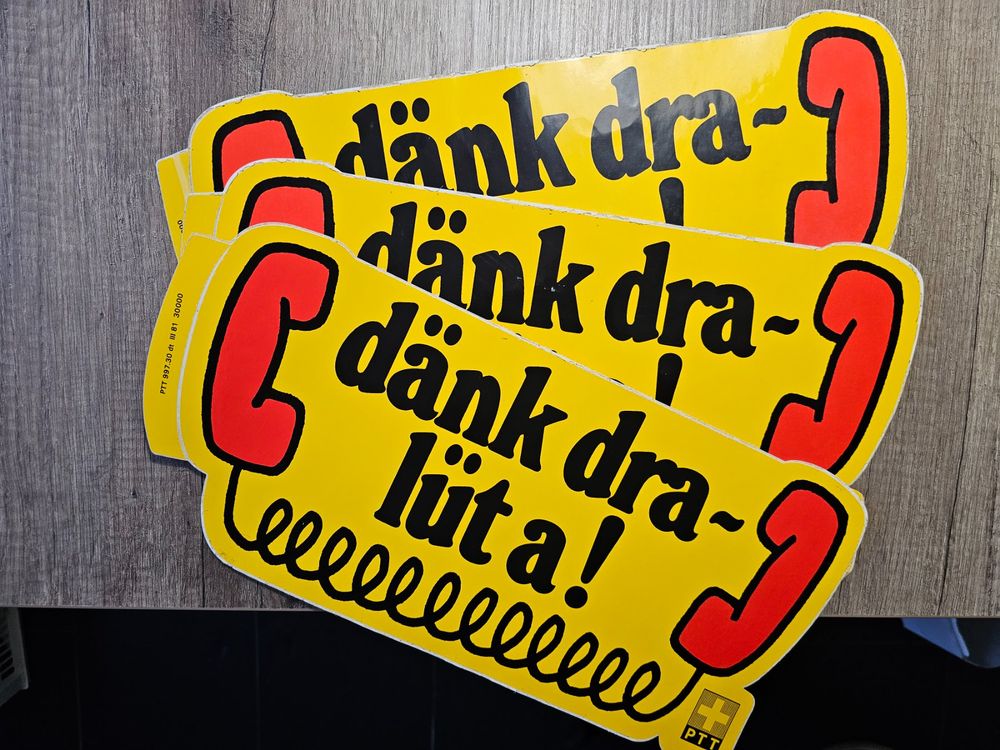 dänk dra-
!
dänk dra-
!
dänk dra-
lüt a!
PTT 997.30 dt III 81 30000
PTT